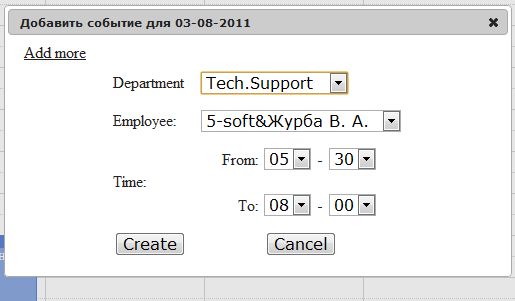 Добавить событие для 03-08-2011
Add more
Department Tech.Support
Employee: 5-soft&Журба В. А.
From: 05 - 30
Time:
To: 08 - 00
Create Cancel